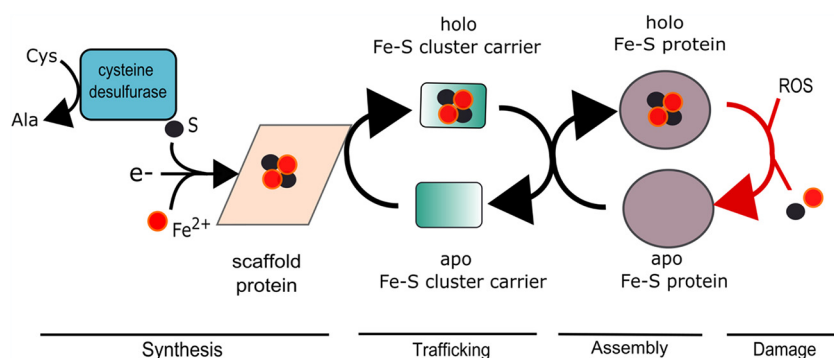 Cys
cysteine
desulfurase
Ala
S
e-
Fe2+
scaffold
protein
holo
Fe-S cluster carrier
apo
Fe-S cluster carrier
holo
Fe-S protein
apo
Fe-S protein
ROS
Synthesis
Trafficking
Assembly
Damage